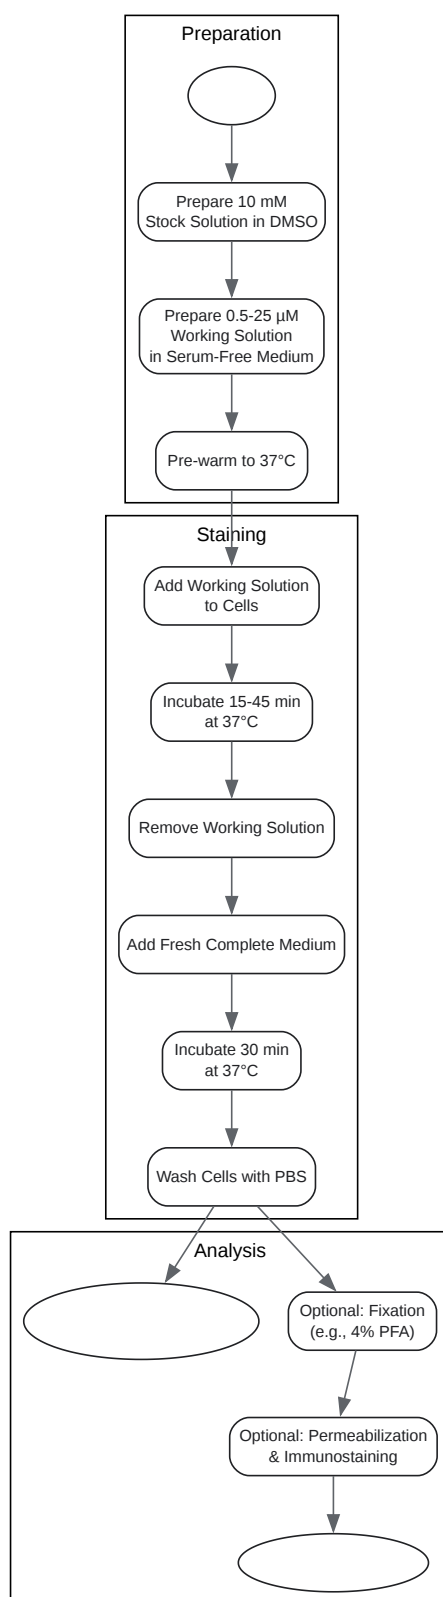 Preparation
Prepare 10 mM
Stock Solution in DMSO
Prepare 0.5-25 µM
Working Solution
in Serum-Free Medium
Pre-warm to 37°C
Staining
Add Working Solution
to Cells
Incubate 15-45 min
at 37°C
Remove Working Solution
Add Fresh Complete Medium
Incubate 30 min
at 37°C
Wash Cells with PBS
Analysis
Optional: Fixation
(e.g., 4% PFA)
Optional: Permeabilization
& Immunostaining